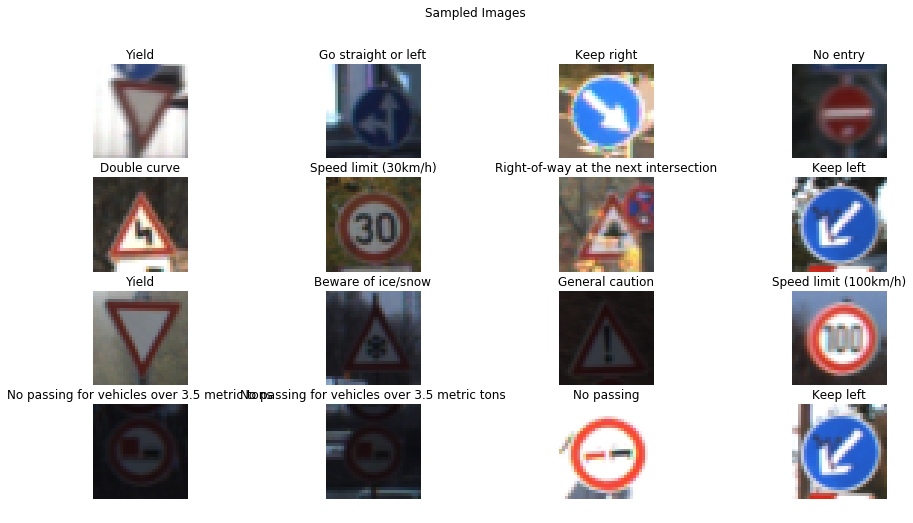 Sampled Images
Yield
Go straight or left
Keep right
No entry
Double curve
Speed limit (30km/h)
30
Right-of-way at the next intersection
Keep left
Yield
Beware of ice/snow
General caution
!
Speed limit (100km/h)
100
No passing for vehicles over 3.5 metric tons
No passing for vehicles over 3.5 metric tons
No passing
Keep left